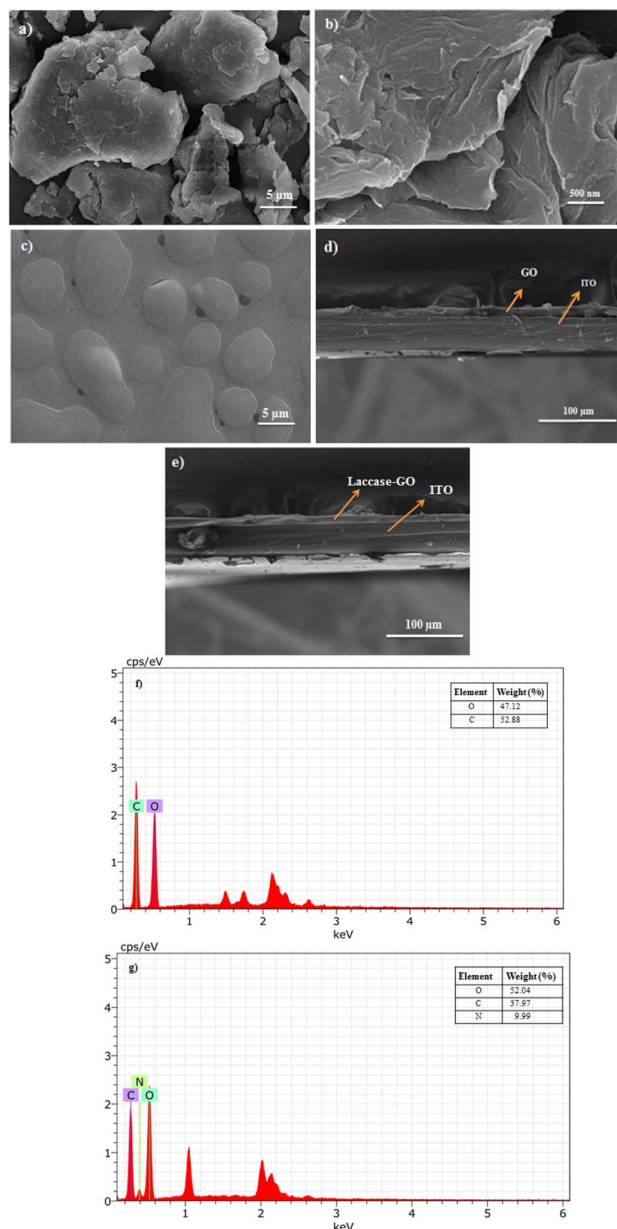 a)
5 μm
b)
500 nm
c)
5 μm
d)
GO
ITO
100 μm
e)
Laccase-GO
ITO
100 μm
cps/eV
f)
5
4
3
2
1
0
Element Weight (%)
O 47.12
C 52.88
C O
1 2 3 4 5 6
keV
cps/eV
g)
5
4
3
2
1
0
Element Weight (%)
O 52.04
C 37.97
N 9.99
N
C O
1 2 3 4 5 6
keV